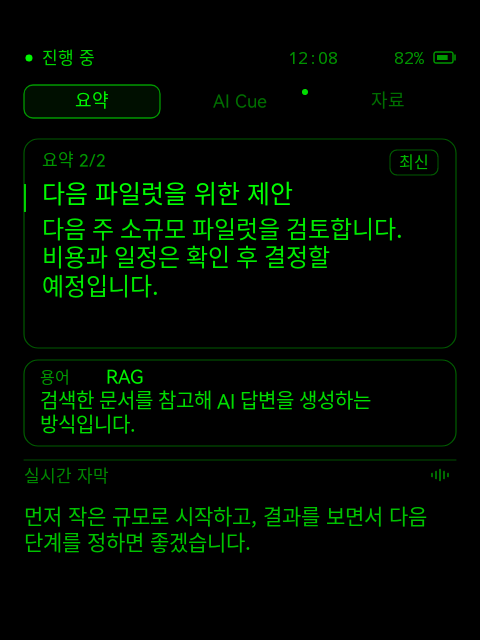 진행 중 12:08 82%
요약 AI Cue 자료
요약 2/2 최신
다음 파일럿을 위한 제안
다음 주 소규모 파일럿을 검토합니다.
비용과 일정은 확인 후 결정할
예정입니다.
용어 RAG
검색한 문서를 참고해 AI 답변을 생성하는
방식입니다.
실시간 자막
먼저 작은 규모로 시작하고, 결과를 보면서 다음
단계를 정하면 좋겠습니다.